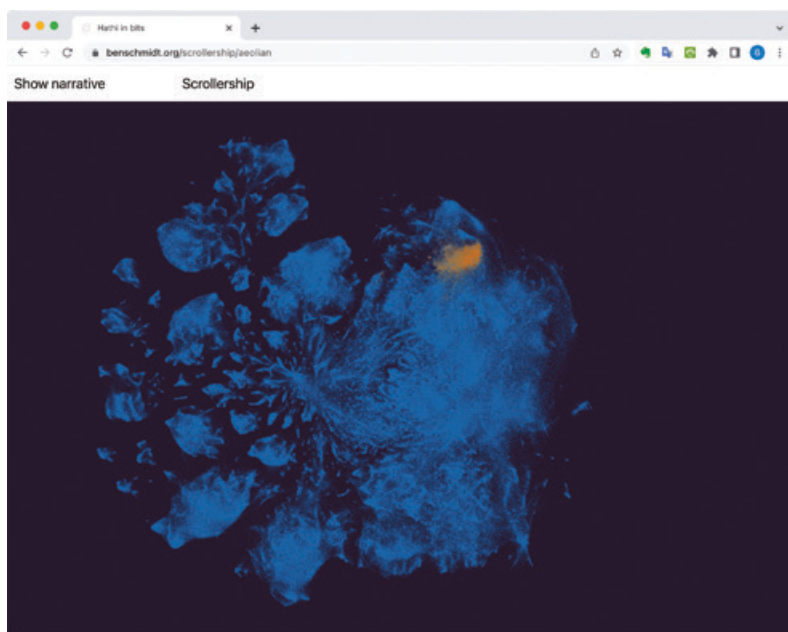 Hathi in bits
benschmidt.org/scrollership/aeolian
G
Show narrative
Scrollership